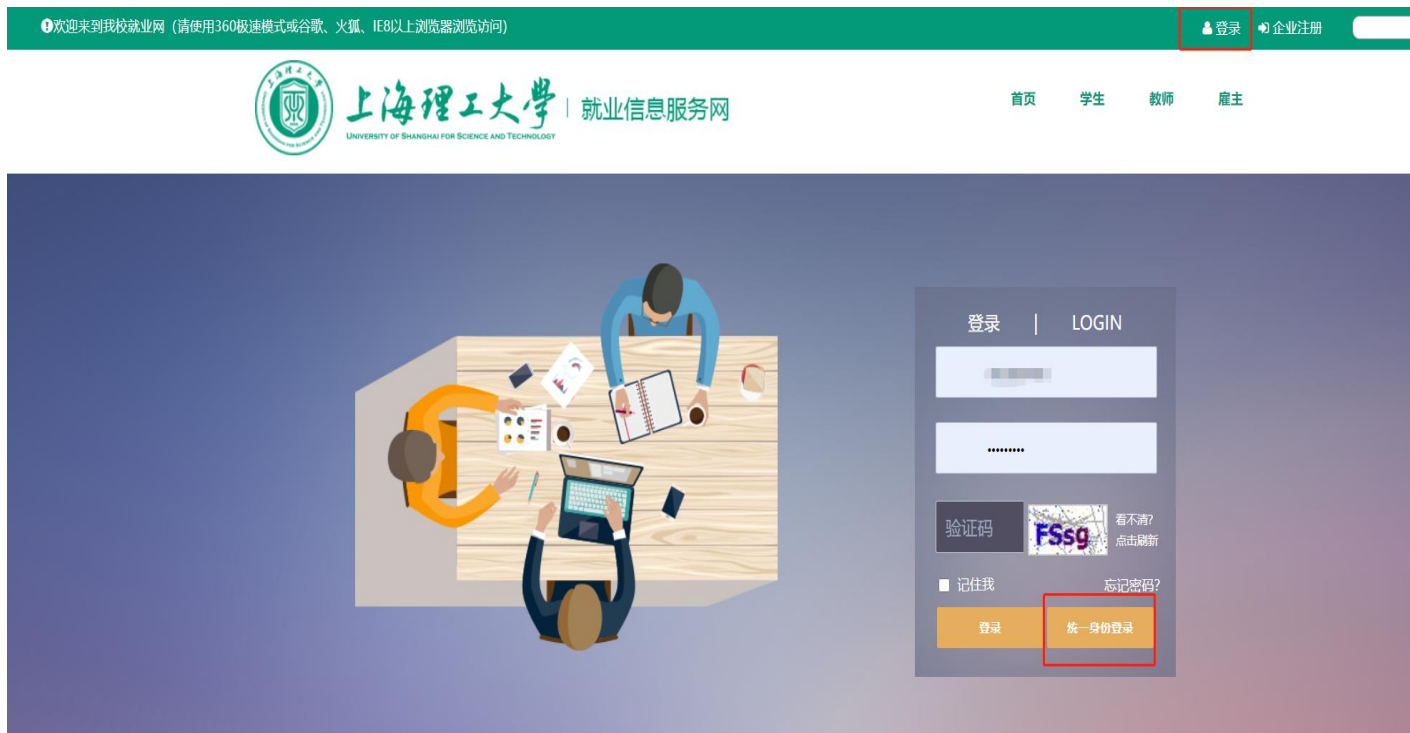 欢迎来到我校就业网（请使用360极速模式或谷歌、火狐、IE8以上浏览器浏览访问）
登录 企业注册
上海理工大學 | 就业信息服务网
UNIVERSITY OF SHANGHAI FOR SCIENCE AND TECHNOLOGY
首页 学生 教师 雇主
登录 | LOGIN
验证码 FSsg 看不清?
点击刷新
记住我 忘记密码?
登录 统一身份登录